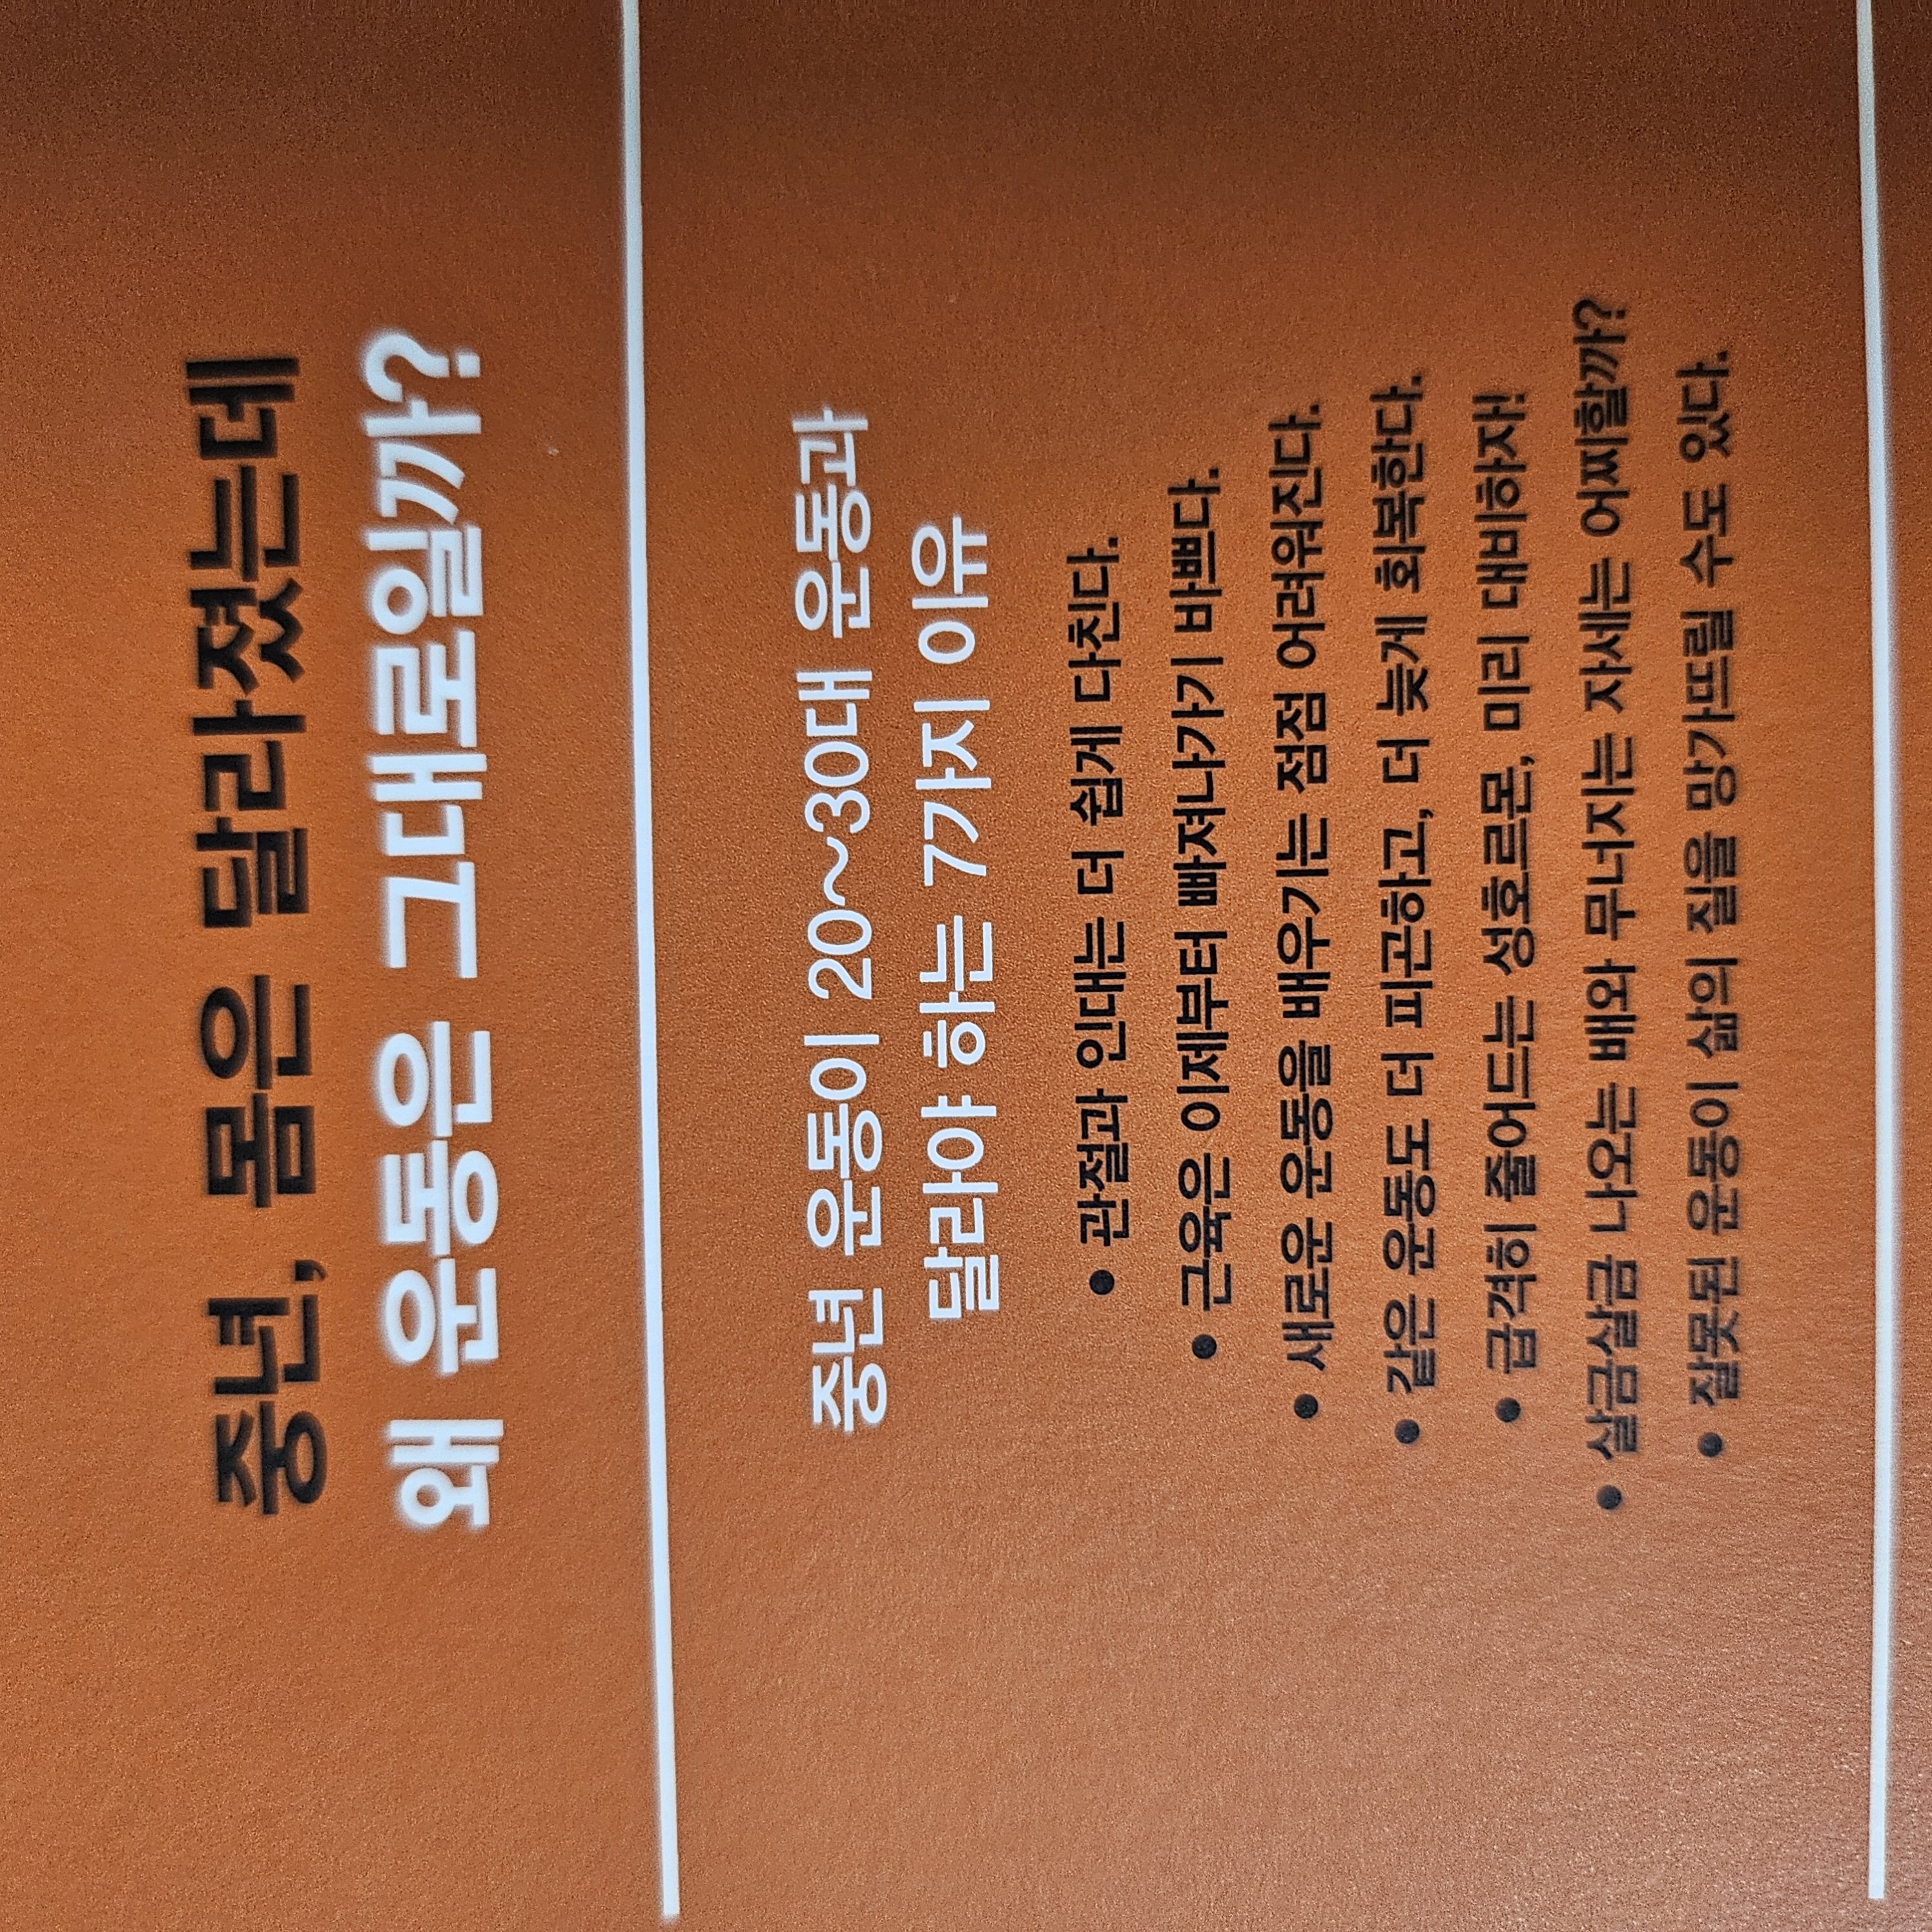 중년, 몸은 달라졌는데
왜 운동은 그대로일까?
중년 운동이 20~30대 운동과
달라야 하는 7가지 이유
• 관절과 인대는 더 쉽게 다친다.
• 근육은 이제부터 빠져나가기 바쁘다.
• 새로운 운동을 배우기는 점점 어려워진다.
• 같은 운동도 더 피곤하고, 더 늦게 회복한다.
• 급격히 줄어드는 성호르몬, 미리 대비하자!
• 살금살금 나오는 배와 무너지는 자세는 어찌할까?
• 잘못된 운동이 삶의 질을 망가뜨릴 수도 있다.